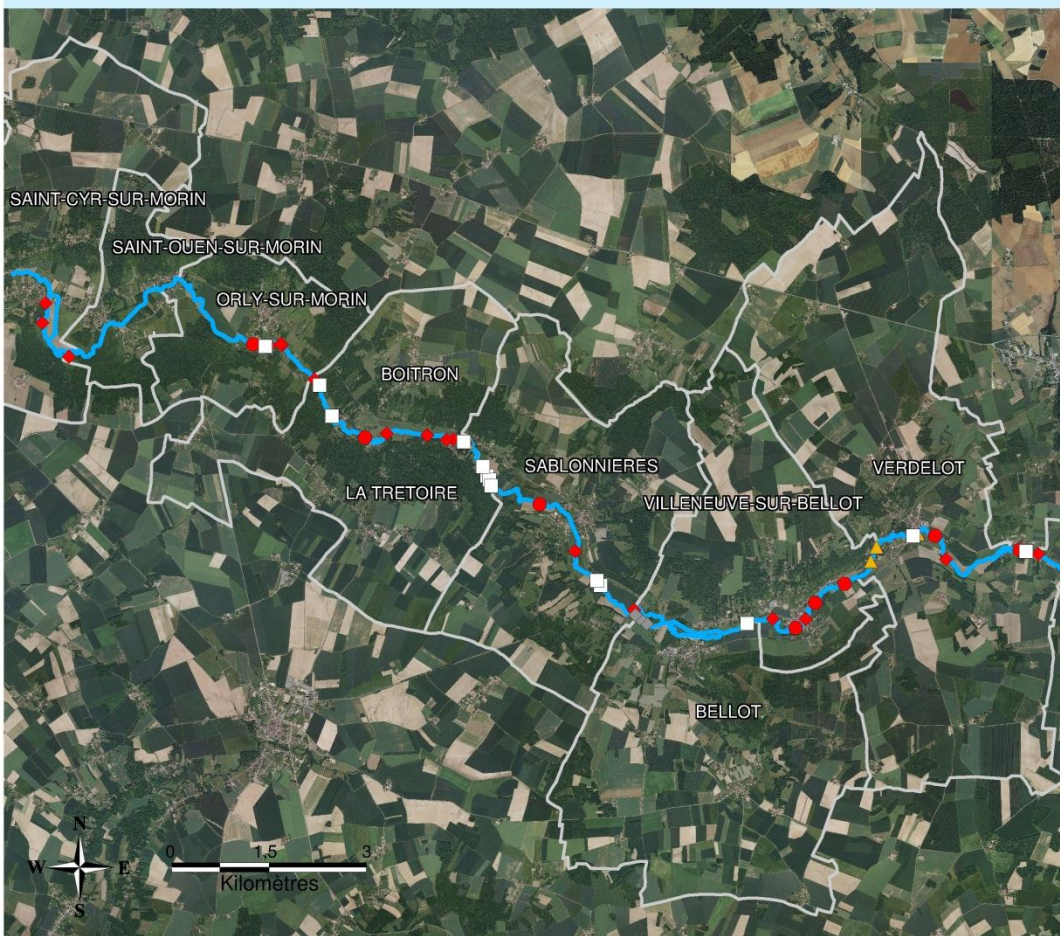 SAINT-CYR-SUR-MORIN
SAINT-OUEN-SUR-MORIN
ORLY-SUR-MORIN
BOITRON
SABLONNIERES
VERDELOT
LA TRETOIRE
VILLENEUVE-SUR-BELLOT
BELLOT
N
W E
S
0 1,5 3
Kilomètres